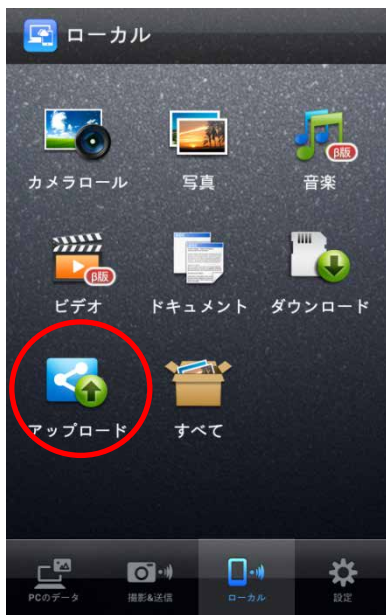 ローカル
カメラロール 写真 音楽
β版
β版
ビデオ ドキュメント ダウンロード
アップロード すべて
PCのデータ 撮影&送信 ローカル 設定